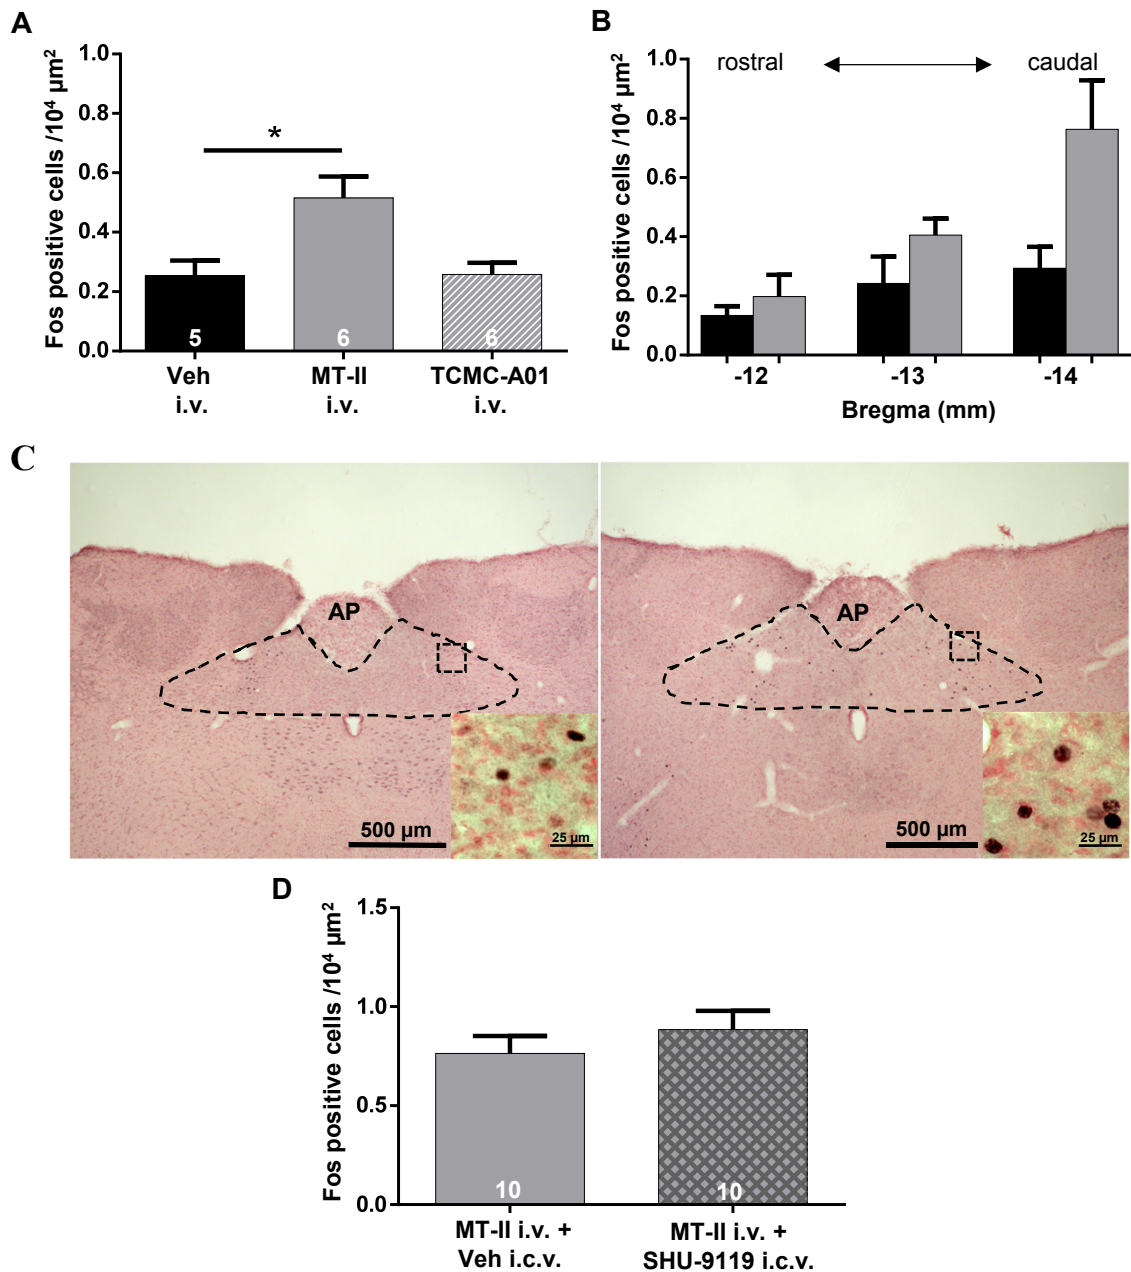 A
Fos positive cells /10⁴ µm²
1.0
0.8
0.6
0.4
0.2
0.0
*
5
6
6
Veh
i.v.
MT-II
i.v.
TCMC-A01
i.v.
B
Fos positive cells /10⁴ µm²
1.0
0.8
0.6
0.4
0.2
0.0
rostral
caudal
-12
-13
-14
Bregma (mm)
C
AP
500 µm
25 µm
AP
500 µm
25 µm
D
Fos positive cells /10⁴ µm²
1.5
1.0
0.5
0.0
10
10
MT-II i.v. +
Veh i.c.v.
MT-II i.v. +
SHU-9119 i.c.v.